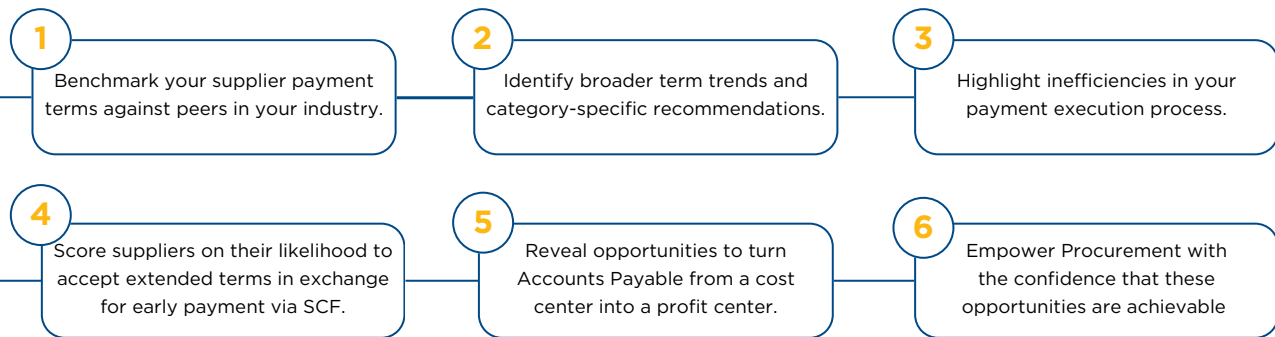 1
Benchmark your supplier payment
terms against peers in your industry.
2
Identify broader term trends and
category-specific recommendations.
3
Highlight inefficiencies in your
payment execution process.
4
Score suppliers on their likelihood to
accept extended terms in exchange
for early payment via SCF.
5
Reveal opportunities to turn
Accounts Payable from a cost
center into a profit center.
6
Empower Procurement with
the confidence that these
opportunities are achievable